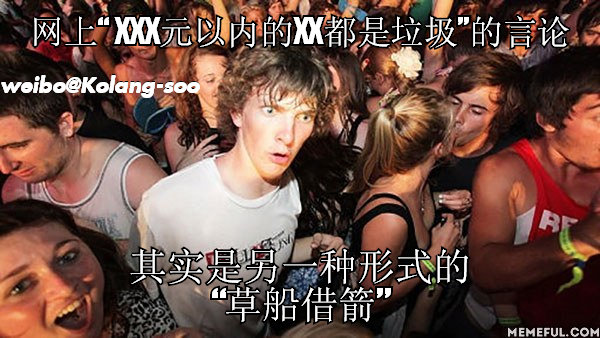 网上“XXX元以内的XX都是垃圾”的言论
weibo@Kolang-soo
其实是另一种形式的
“草船借箭”
MEMEFUL.COM